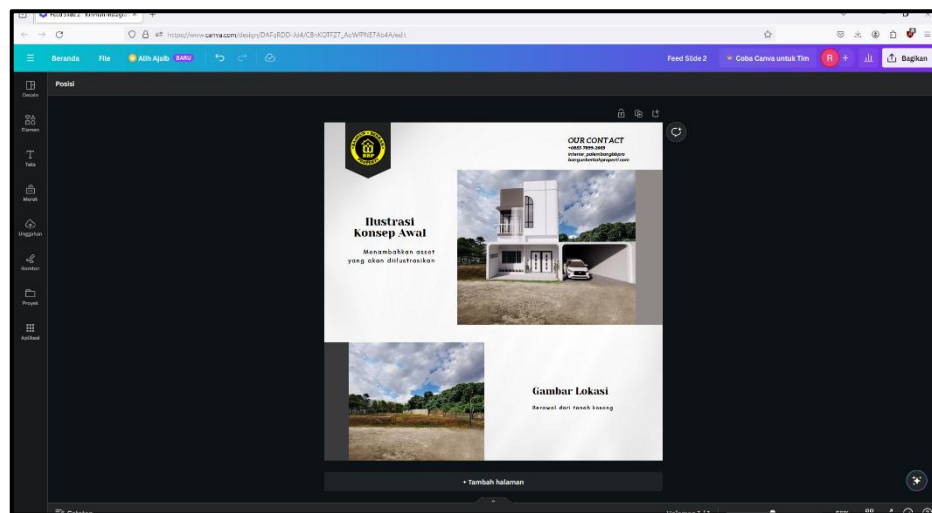 Beranda
File
Alih Ajaib BARU
Feed Slide 2
Coba Canva untuk Tim
R
+
Bagikan
Desain
Elemen
Teks
Merek
Unggahan
Gambar
Proyek
Aplikasi
Posisi
BBP
OUR CONTACT
Ilustrasi
Konsep Awal
Menambahkan asset
yang akan diilustrasikan
Gambar Lokasi
Berawal dari tanah kosong
+ Tambah halaman